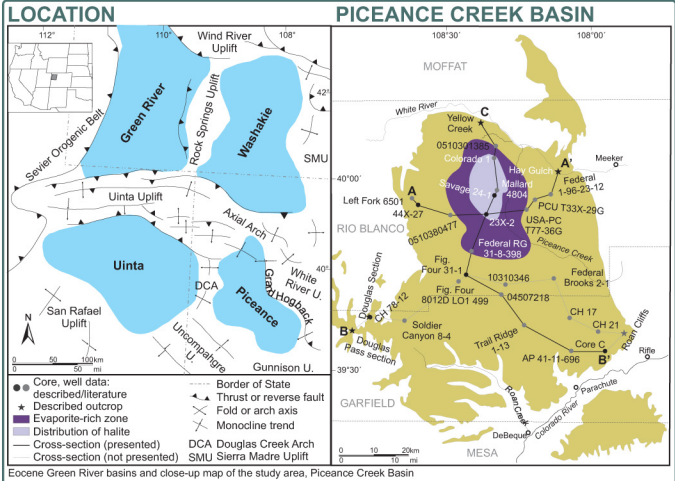 LOCATION
110°
108°
Wind River
Uplift
42°
Green River
Rock Springs Uplift
Washakie
Sevier Orogenic Belt
SMU
40°00'
Uinta Uplift
Axial Arch
40°
White
River U.
Uinta
DCA
Piceance
Grand Hogback
San Rafael
Uplift
N
Uncompahgre
U.
Gunnison U.
Core, well data:
described/literature
Described outcrop
Evaporite-rich zone
Distribution of halite
Cross-section (presented)
Cross-section (not presented)
0 100 km
0 50 mi
Border of State
Thrust or reverse fault
Fold or arch axis
Monocline trend
DCA Douglas Creek Arch
SMU Sierra Madre Uplift
PICEANCE CREEK BASIN
108°30'
108°00'
MOFFAT
White River
C
Yellow
Creek
0510301385
Colorado 1
Hay Gulch
A'
Meeker
Savage 24-1
Mallard
4804
Federal
1-96-23-12
A
Left Fork 6501
44X-27
PCU T33X-29G
USA-PC
T77-36G
23X-2
RIO BLANCO
0510380477
Federal RG
31-8-398
Piceance Creek
Fig.
Four 31-1
10310346
Federal
Brooks 2-1
Fig. Four
8012D LO1 499
04507218
Douglas Section
CH 78-12
CH 17
CH 21
B
Douglas
Pass section
Soldier
Canyon 8-4
Trail Ridge
1-13
Core C
Roan Cliffs
B'
AP 41-11-696
Rifle
39°30'
Parachute
Roan Creek
GARFIELD
Colorado River
DeBeque
MESA
0 10 20 km
0 10 mi
Eocene Green River basins and close-up map of the study area, Piceance Creek Basin